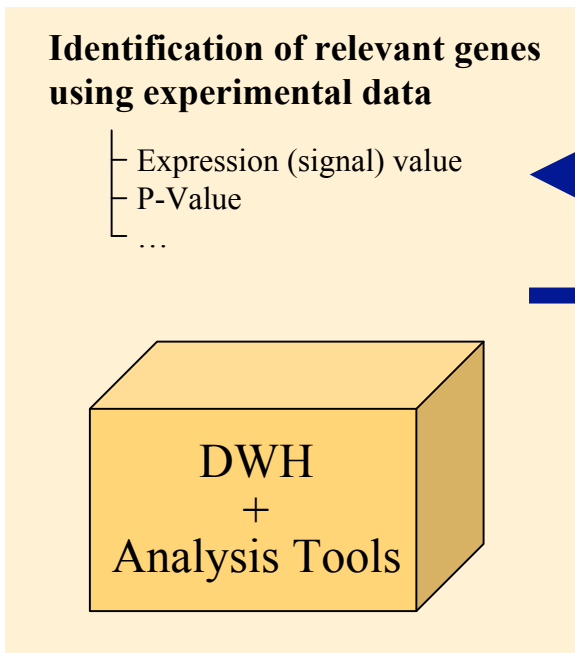 Identification of relevant genes
using experimental data
Expression (signal) value
P-Value
…
DWH
+
Analysis Tools